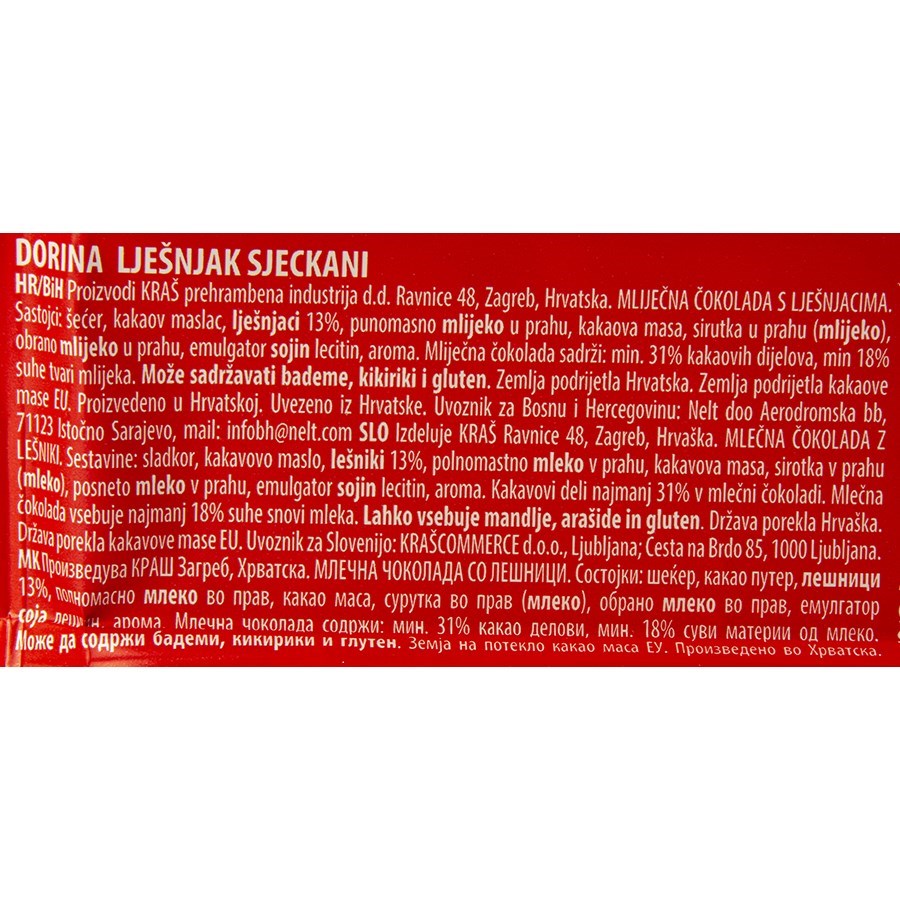 DORINA LJEŠNJAK SJECKANI
HR/BiH Proizvodi KRAŠ prehrambena industrija d.d. Ravnice 48, Zagreb, Hrvatska. MLIJEČNA ČOKOLADA S LJEŠNJACIMA.
Sastojci: šećer, kakaov maslac, lješnjaci 13%, punomasno mlijeko u prahu, kakaova masa, sirutka u prahu (mlijeko),
obrano mlijeko u prahu, emulgator sojin lecitin, aroma. Mliječna čokolada sadrži: min. 31% kakaovih dijelova, min 18%
suhe tvari mlijeka. Može sadržavati bademe, kikiriki i gluten. Zemlja podrijetla Hrvatska. Zemlja podrijetla kakaove
mase EU. Proizvedeno u Hrvatskoj. Uvezeno iz Hrvatske. Uvoznik za Bosnu i Hercegovinu: Nelt doo Aerodromska bb,
71123 Istočno Sarajevo, mail: infobh@nelt.com SLO Izdeluje KRAŠ Ravnice 48, Zagreb, Hrvaška. MLEČNA ČOKOLADA Z
LEŠNIKI. Sestavine: sladkor, kakavovo maslo, lešniki 13%, polnomastno mleko v prahu, kakavova masa, sirotka v prahu
(mleko), posneto mleko v prahu, emulgator sojin lecitin, aroma. Kakavovi deli najmanj 31% v mlečni čokoladi. Mlečna
čokolada vsebuje najmanj 18% suhe snovi mleka. Lahko vsebuje mandlje, arašide in gluten. Država porekla Hrvaška.
Država porekla kakavove mase EU. Uvoznik za Slovenijo: KRAŠCOMMERCE d.o.o., Ljubljana; Cesta na Brdo 85, 1000 Ljubljana.
MK Произведува КРАШ Загреб, Хрватска. МЛЕЧНА ЧОКОЛАДА СО ЛЕШНИЦИ. Состојки: шеќер, какао путер, лешници
13%, полномасно млеко во прав, какао маса, сурутка во прав (млеко), обрано млеко во прав, емулгатор
соја лецитин, арома. Млечна чоколада содржи: мин. 31% какао делови, мин. 18% суви материи од млеко.
Може да содржи бадеми, кикирики и глутен. Земја на потекло какао маса ЕУ. Произведено во Хрватска.